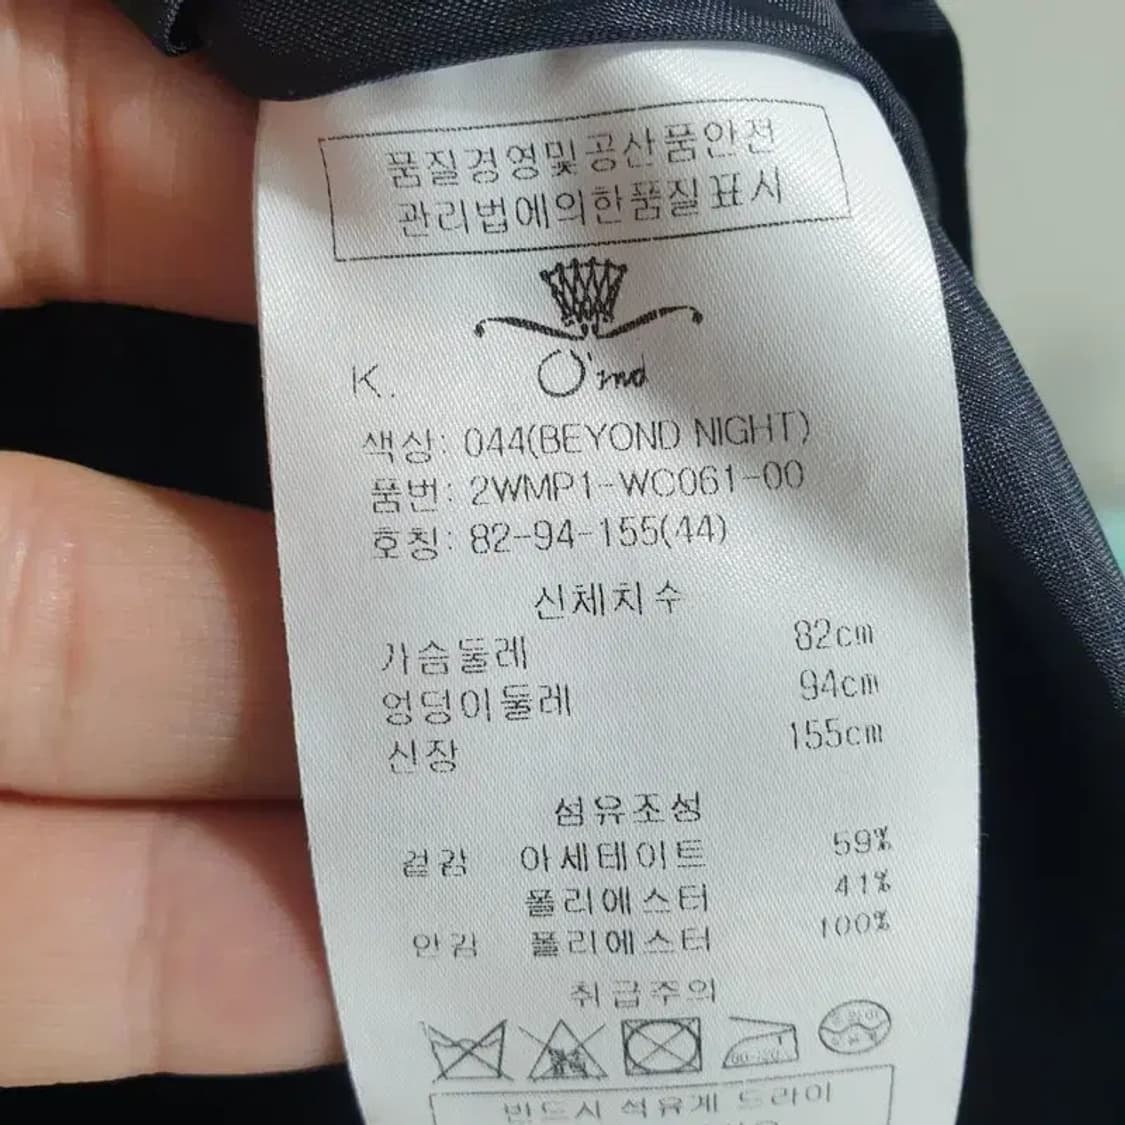 품질경영및공산품안전
관리법에의한품질표시
K. O'2nd
색상: 044(BEYOND NIGHT)
품번: 2WMP1-WC061-00
호칭: 82-94-155(44)
신체치수
가슴둘레 82cm
엉덩이둘레 94cm
신장 155cm
섬유조성
겉감 아세테이트 59%
폴리에스터 41%
안감 폴리에스터 100%
취급주의
드라이
반드시 석유계 드라이